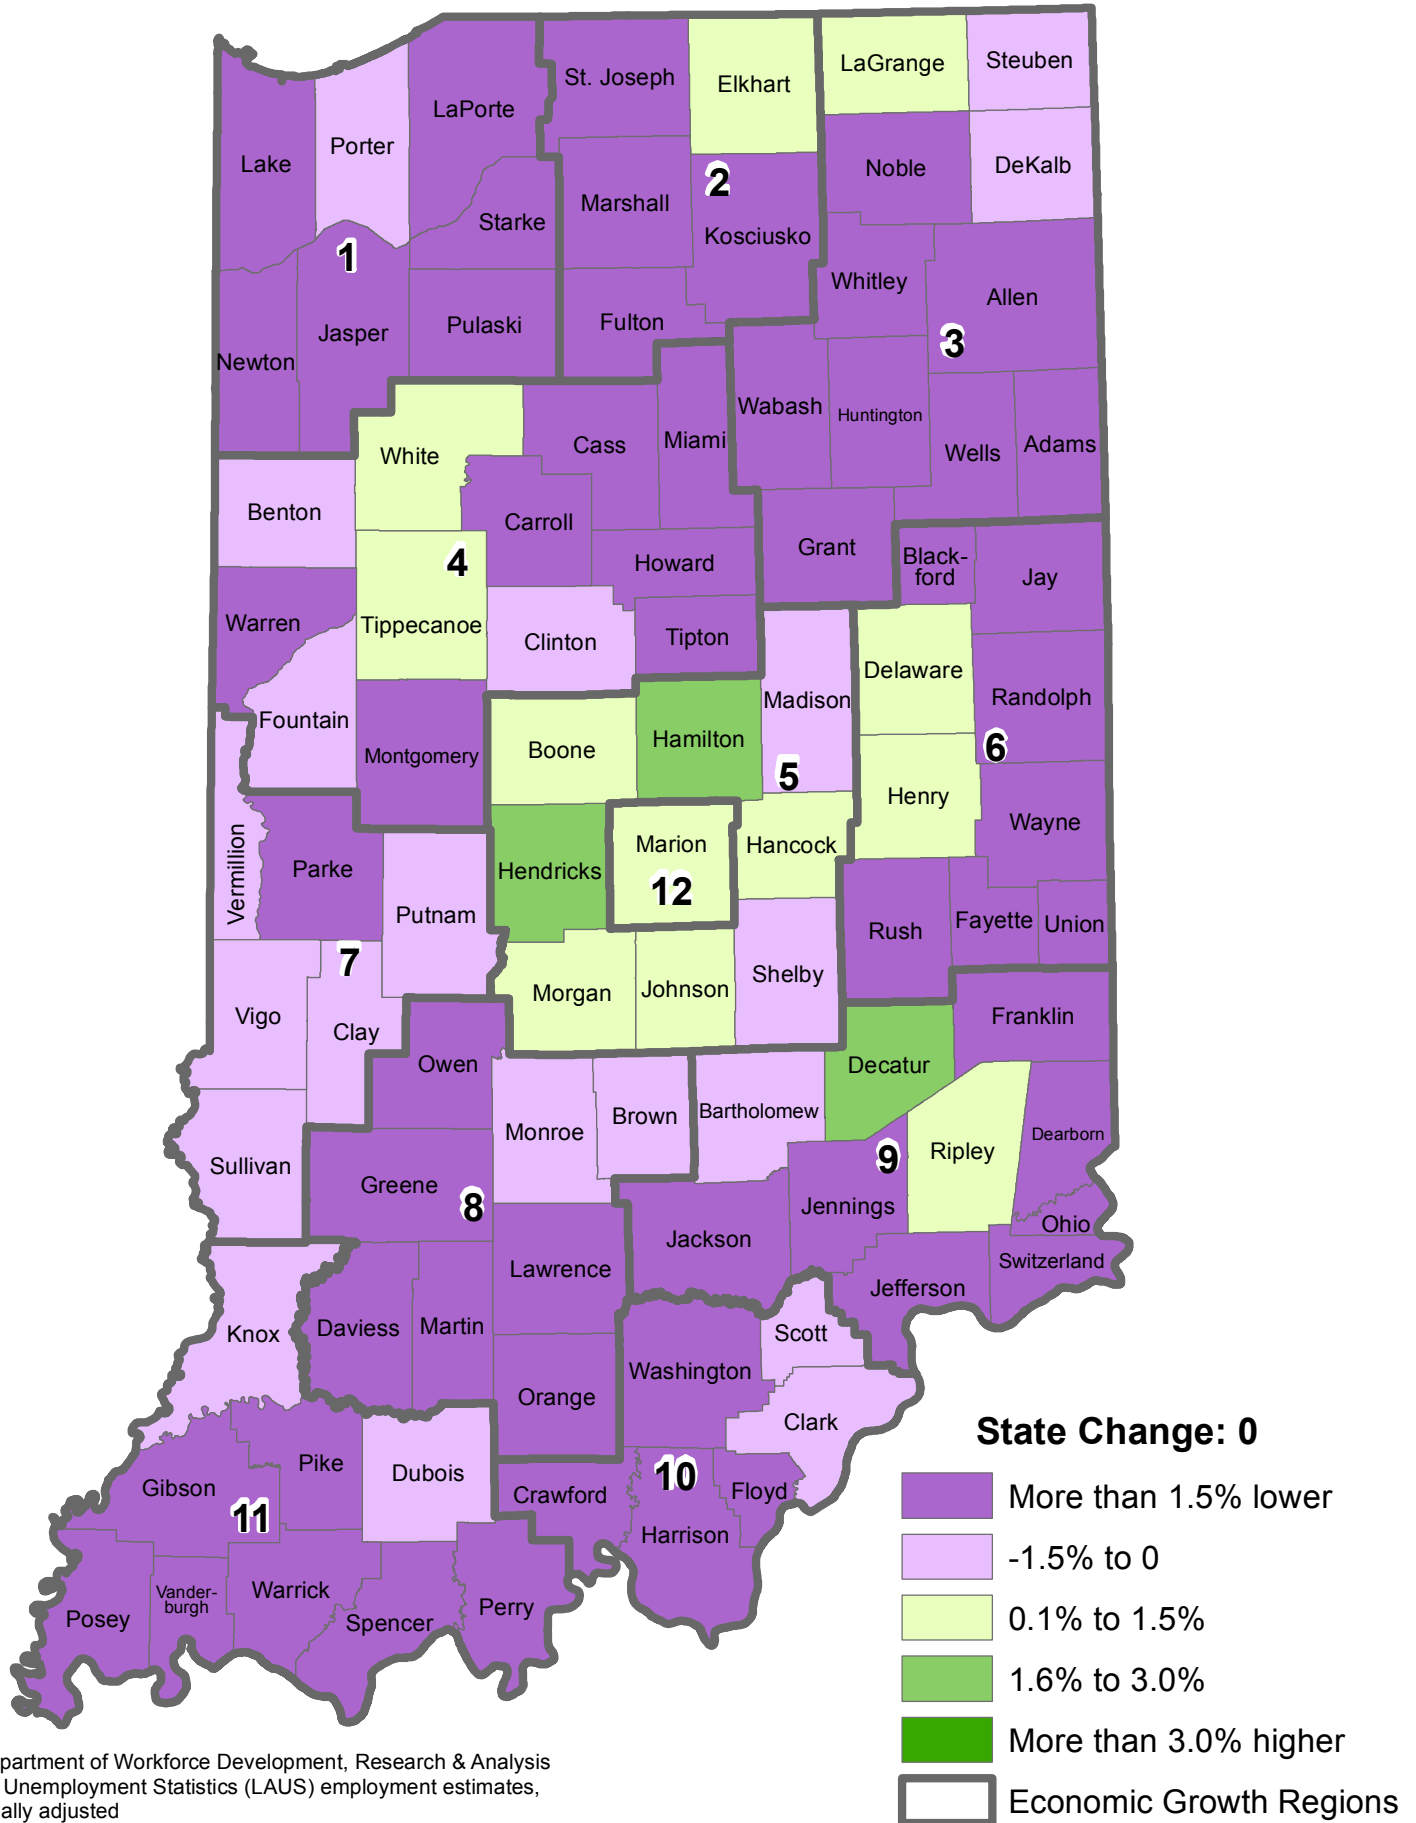 St. Joseph
Elkhart
LaGrange
Steuben
LaPorte
Porter
Lake
Noble
DeKalb
2
Marshall
Starke
Kosciusko
1
Whitley
Allen
Jasper
Pulaski
Fulton
3
Newton
Wabash
Huntington
White
Cass
Miami
Wells
Adams
Benton
Carroll
4
Howard
Grant
Black-
ford
Jay
Warren
Tippecanoe
Clinton
Tipton
Delaware
Randolph
Fountain
Madison
Montgomery
Boone
Hamilton
5
6
Henry
Vermillion
Parke
Hendricks
Marion
12
Hancock
Wayne
Putnam
Rush
Fayette
Union
7
Morgan
Johnson
Shelby
Vigo
Clay
Franklin
Owen
Decatur
Monroe
Brown
Bartholomew
Dearborn
Sullivan
Greene
8
9
Ripley
Jennings
Ohio
Jackson
Lawrence
Switzerland
Jefferson
Knox
Daviess
Martin
Scott
Washington
Orange
Clark
Pike
Dubois
Gibson
11
Crawford
10
Floyd
Harrison
Posey
Vander-
burgh
Warrick
Spencer
Perry
State Change: 0
More than 1.5% lower
-1.5% to 0
0.1% to 1.5%
1.6% to 3.0%
More than 3.0% higher
Economic Growth Regions
partment of Workforce Development, Research & Analysis
Unemployment Statistics (LAUS) employment estimates,
ally adjusted